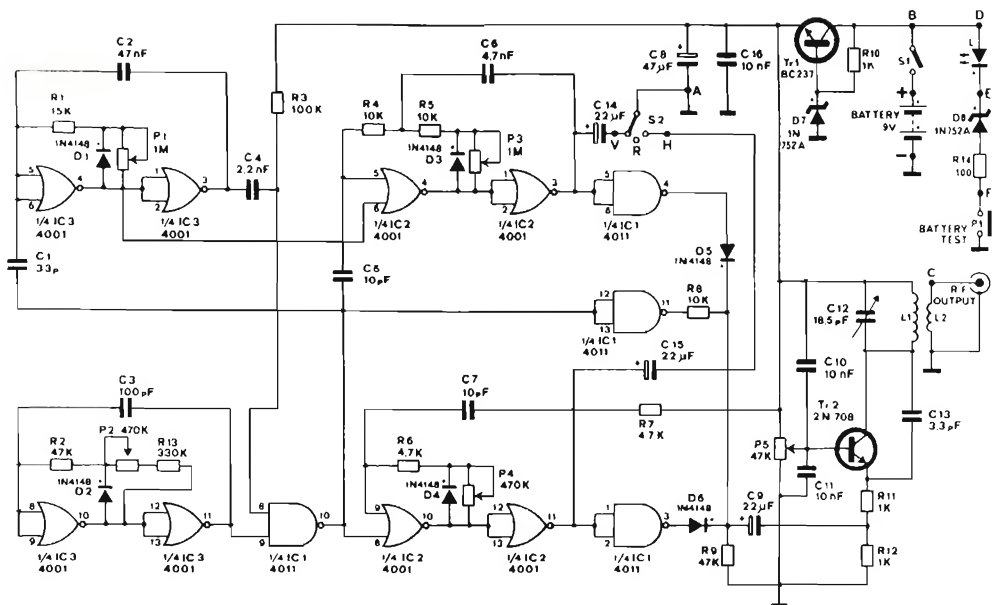 C2
47nF
R1
15K
P1
1M
1N4148
D1
C4
2,2nF
5
6
4
1
2
3
1/4 IC3
4001
1/4 IC3
4001
C1
33p
R3
100K
C6
4,7nF
R4
10K
R5
10K
1N4148
D3
P3
1M
5
6
4
1
2
3
1/4 IC2
4001
1/4 IC2
4001
C5
10pF
C14
22µF
V
S2
R
H
A
C8
47µF
C16
10nF
5
6
4
1/4 IC1
4011
D5
1N4148
12
13
11
1/4 IC1
4011
R8
10K
C15
22µF
Tr1
BC237
R10
1K
D7
1N
752A
B
S1
+
BATTERY
9V
-
D
L
E
D8
1N752A
R14
100
F
P1
BATTERY
TEST
C12
18,5pF
L1
L2
C
R.F.
OUTPUT
C10
10nF
Tr2
2N708
C13
3,3pF
P5
47K
C11
10nF
R11
1K
R12
1K
C3
100pF
R2
47K
P2 470K
R13
330K
1N4148
D2
8
9
10
12
13
11
1/4 IC3
4001
1/4 IC3
4001
8
9
10
1/4 IC1
4011
C7
10pF
R7
4.7K
R6
4,7K
1N4148
D4
P4
470K
9
8
10
12
13
11
1/4 IC2
4001
1/4 IC2
4001
1
2
3
1/4 IC1
4011
D6
1N4148
C9
22µF
R9
47K